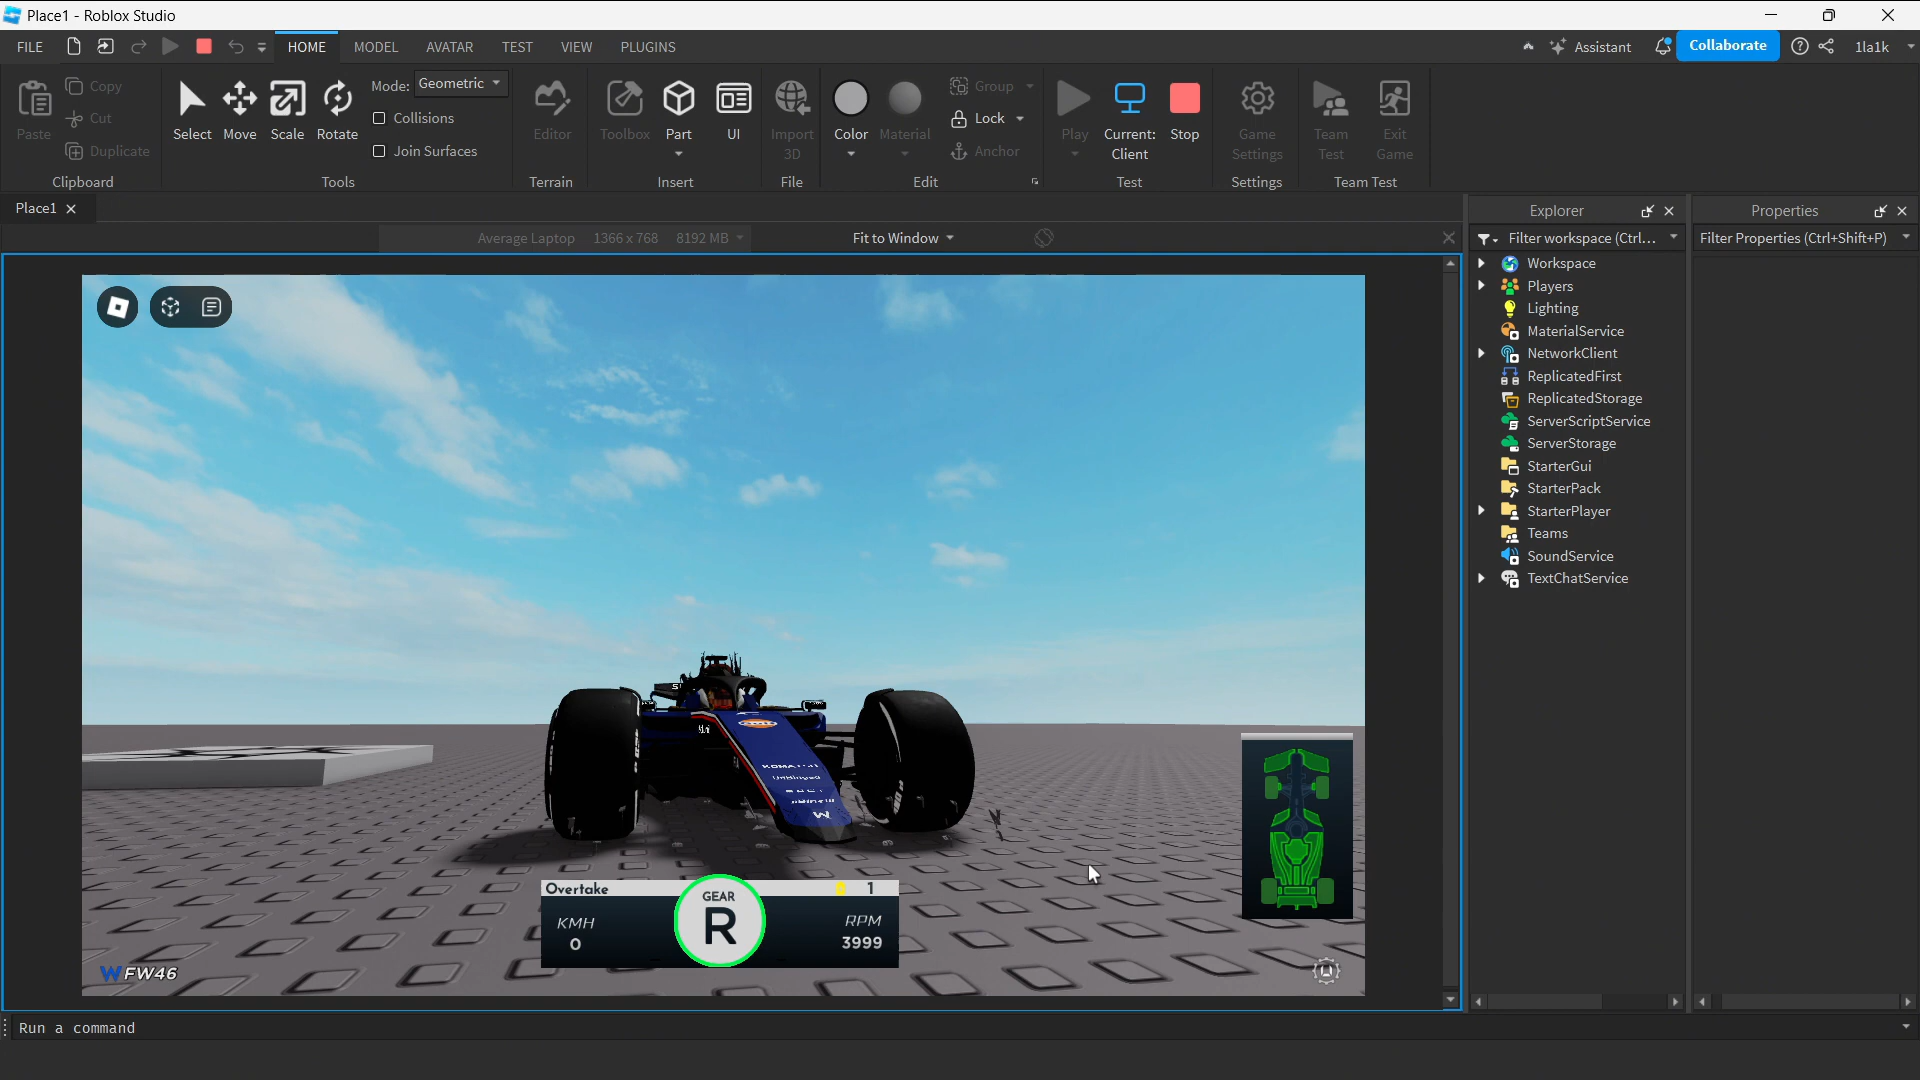 Place1 - Roblox Studio
FILE HOME MODEL AVATAR TEST VIEW PLUGINS Assistant Collaborate 1la1k
Paste Copy Cut Duplicate Clipboard
Select Move Scale Rotate Mode: Geometric Collisions Join Surfaces Tools
Editor Terrain
Toolbox Part UI Insert
Import 3D File
Color Material Group Lock Anchor Edit
Play Current: Client Stop Test
Game Settings Settings
Team Test Exit Game Team Test
Place1
Average Laptop 1366 x 768 8192 MB Fit to Window
Explorer
Filter workspace (Ctrl...
Workspace
Players
Lighting
MaterialService
NetworkClient
ReplicatedFirst
ReplicatedStorage
ServerScriptService
ServerStorage
StarterGui
StarterPack
StarterPlayer
Teams
SoundService
TextChatService
Properties
Filter Properties (Ctrl+Shift+P)
Overtake 1
KMH
0
GEAR
R
RPM
3999
WFW46
Run a command